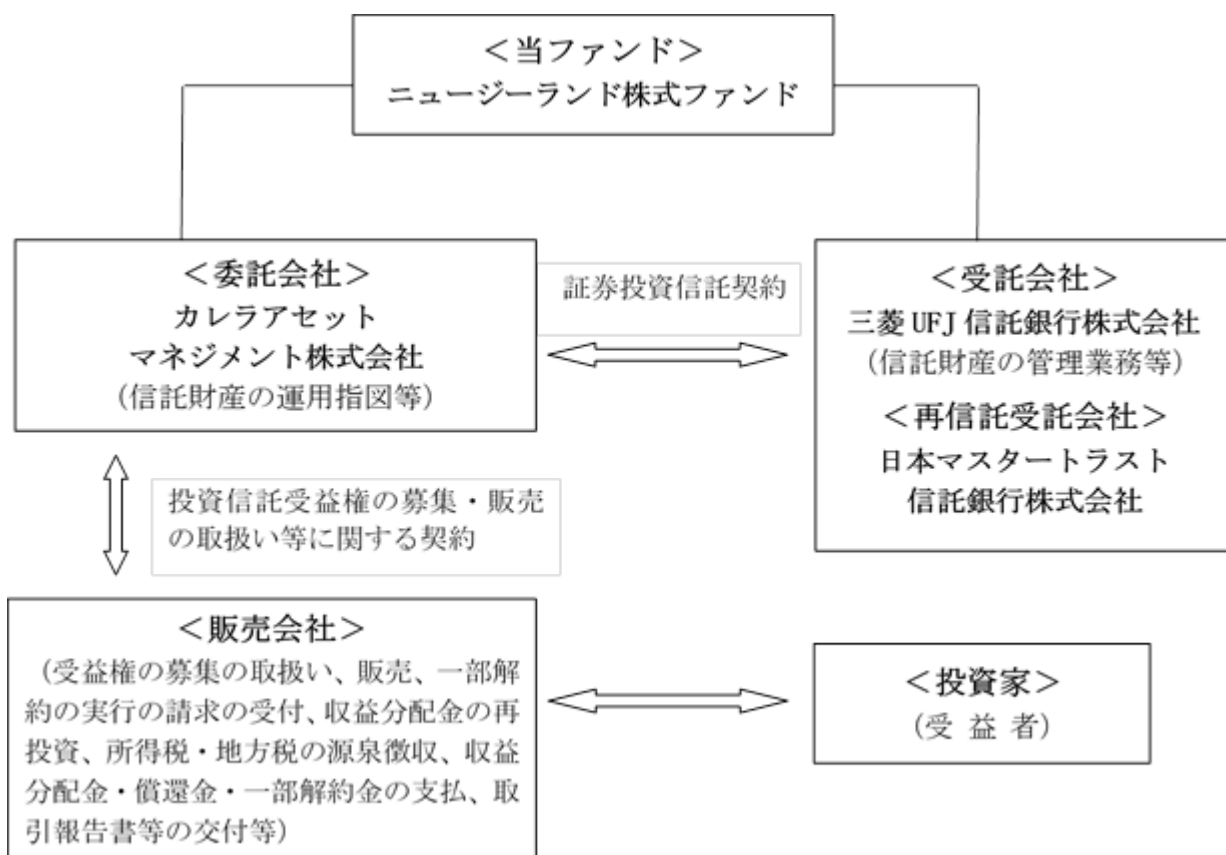 ＜当ファンド＞
ニュージーランド株式ファンド
＜委託会社＞
カレラアセット
マネジメント株式会社
（信託財産の運用指図等）
証券投資信託契約
＜受託会社＞
三菱 UFJ 信託銀行株式会社
（信託財産の管理業務等）
＜再信託受託会社＞
日本マスタートラスト
信託銀行株式会社
投資信託受益権の募集・販売
の取扱い等に関する契約
＜販売会社＞
（受益権の募集の取扱い、販売、一部解
約の実行の請求の受付、収益分配金の再
投資、所得税・地方税の源泉徴収、収益
分配金・償還金・一部解約金の支払、取
引報告書等の交付等）
＜投資家＞
（受 益 者）